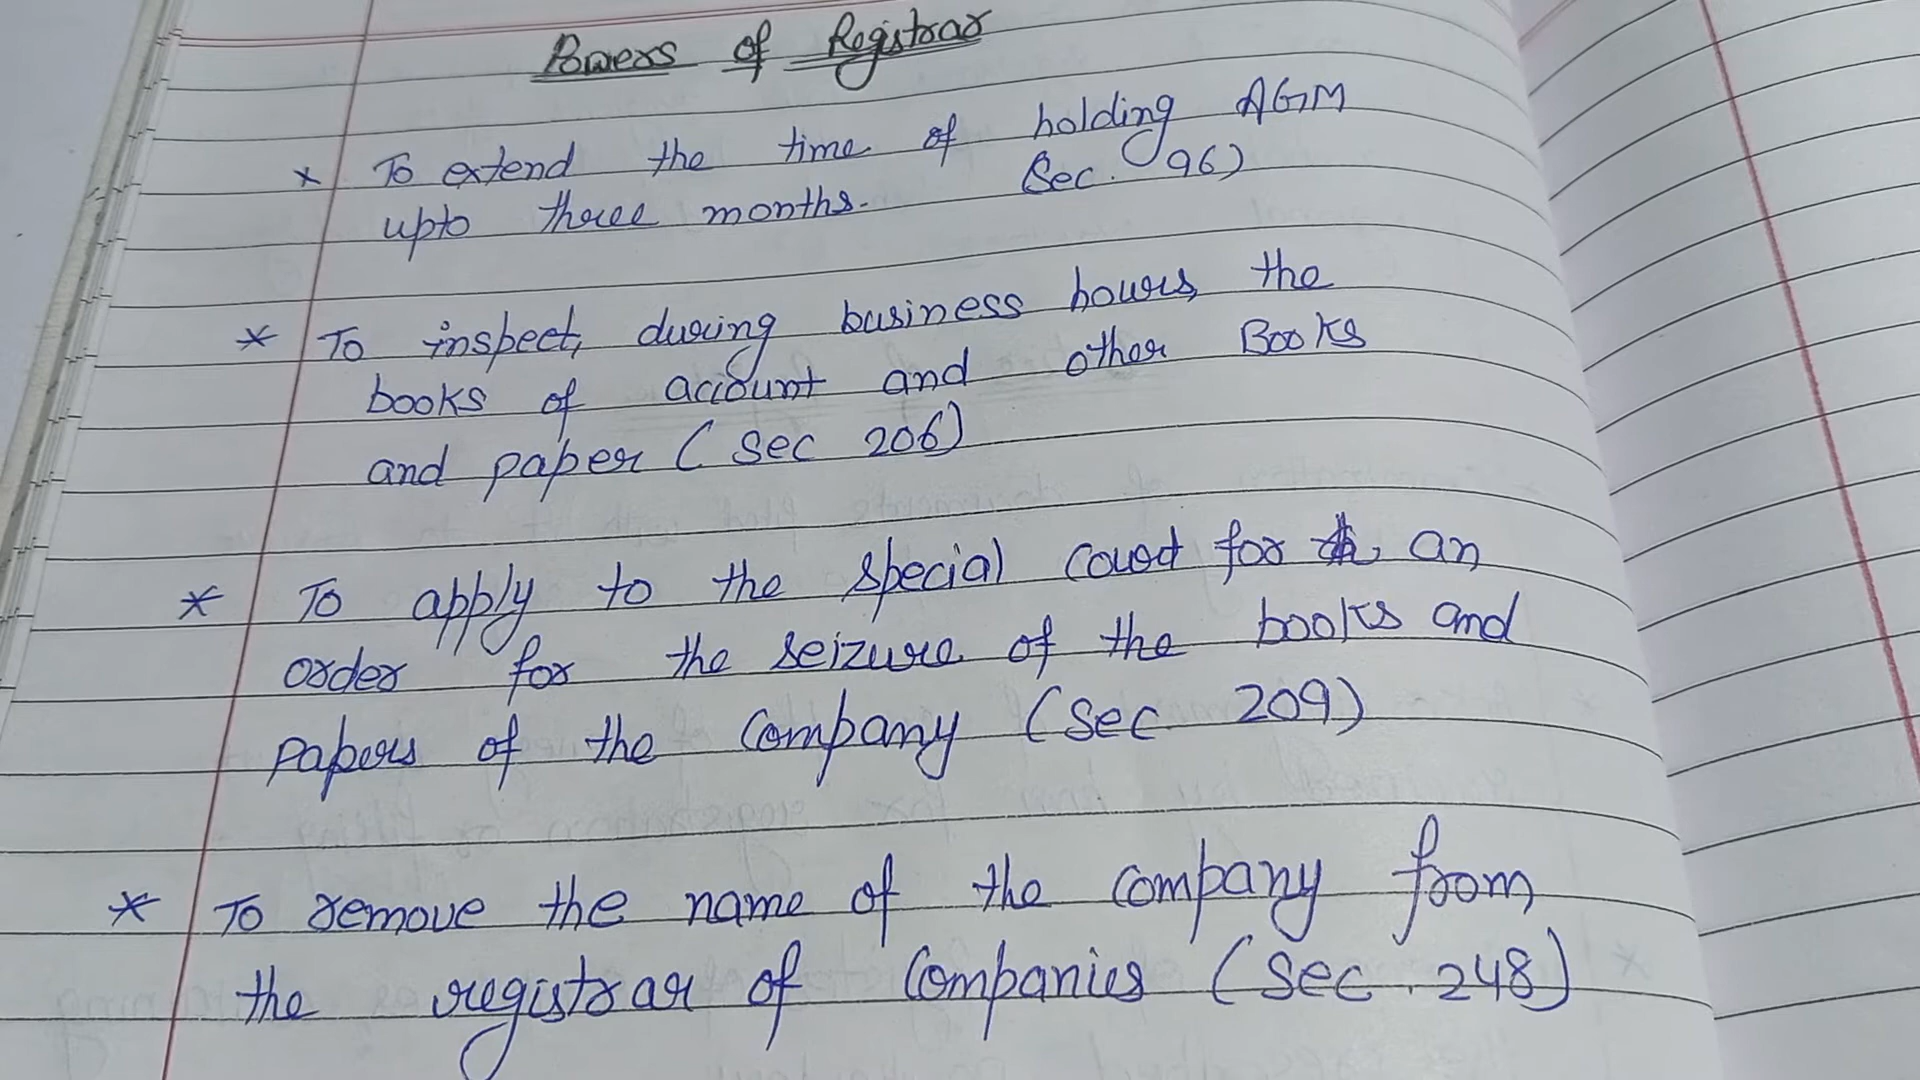 Powers of Registrar
* To extend the time of holding AGM
upto three months. (Sec. 96)
* To inspect, during business hours, the
books of account and other Books
and paper (Sec 206)
* To apply to the special court for an
order for the seizure of the books and
papers of the Company (Sec 209)
* To remove the name of the Company from
the registrar of Companies (Sec. 248)